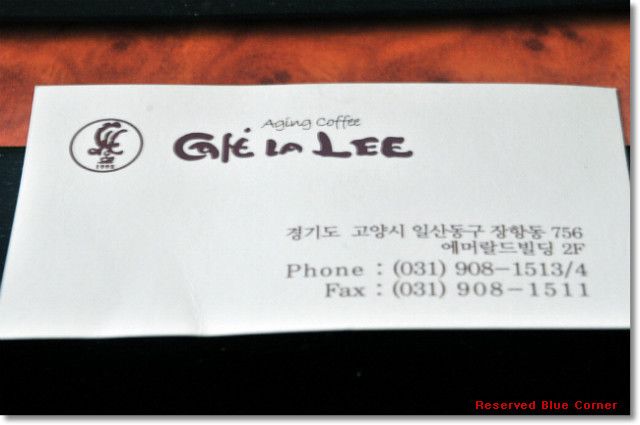 Aging Coffee
Café LA LEE
경기도 고양시 일산동구 장항동 756
에머랄드빌딩 2F
Phone : (031) 908-1513/4
Fax : (031) 908-1511
Reserved Blue Corner